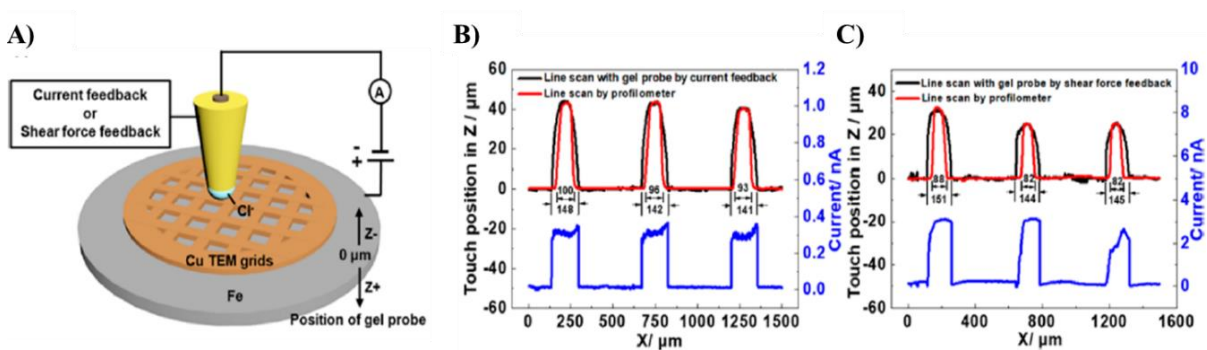 A)
Current feedback
or
Shear force feedback
A
-
+
Cl-
Cu TEM grids
Fe
Z-
0 µm
Z+
Position of gel probe
B)
Line scan with gel probe by current feedback
Line scan by profilometer
Touch position in Z / µm
60
40
20
0
-20
-40
-60
100
148
96
142
93
141
0 250 500 750 1000 1250 1500
X/ µm
1.2
1.0
0.8
0.6
0.4
0.2
0.0
Current/ nA
C)
Line scan with gel probe by shear force feedback
Line scan by profilometer
Touch position in Z / µm
80
60
40
20
0
-20
-40
-60
88
151
82
144
82
145
0 400 800 1200 1600
X/ µm
10
8
6
4
2
0
Current/ nA